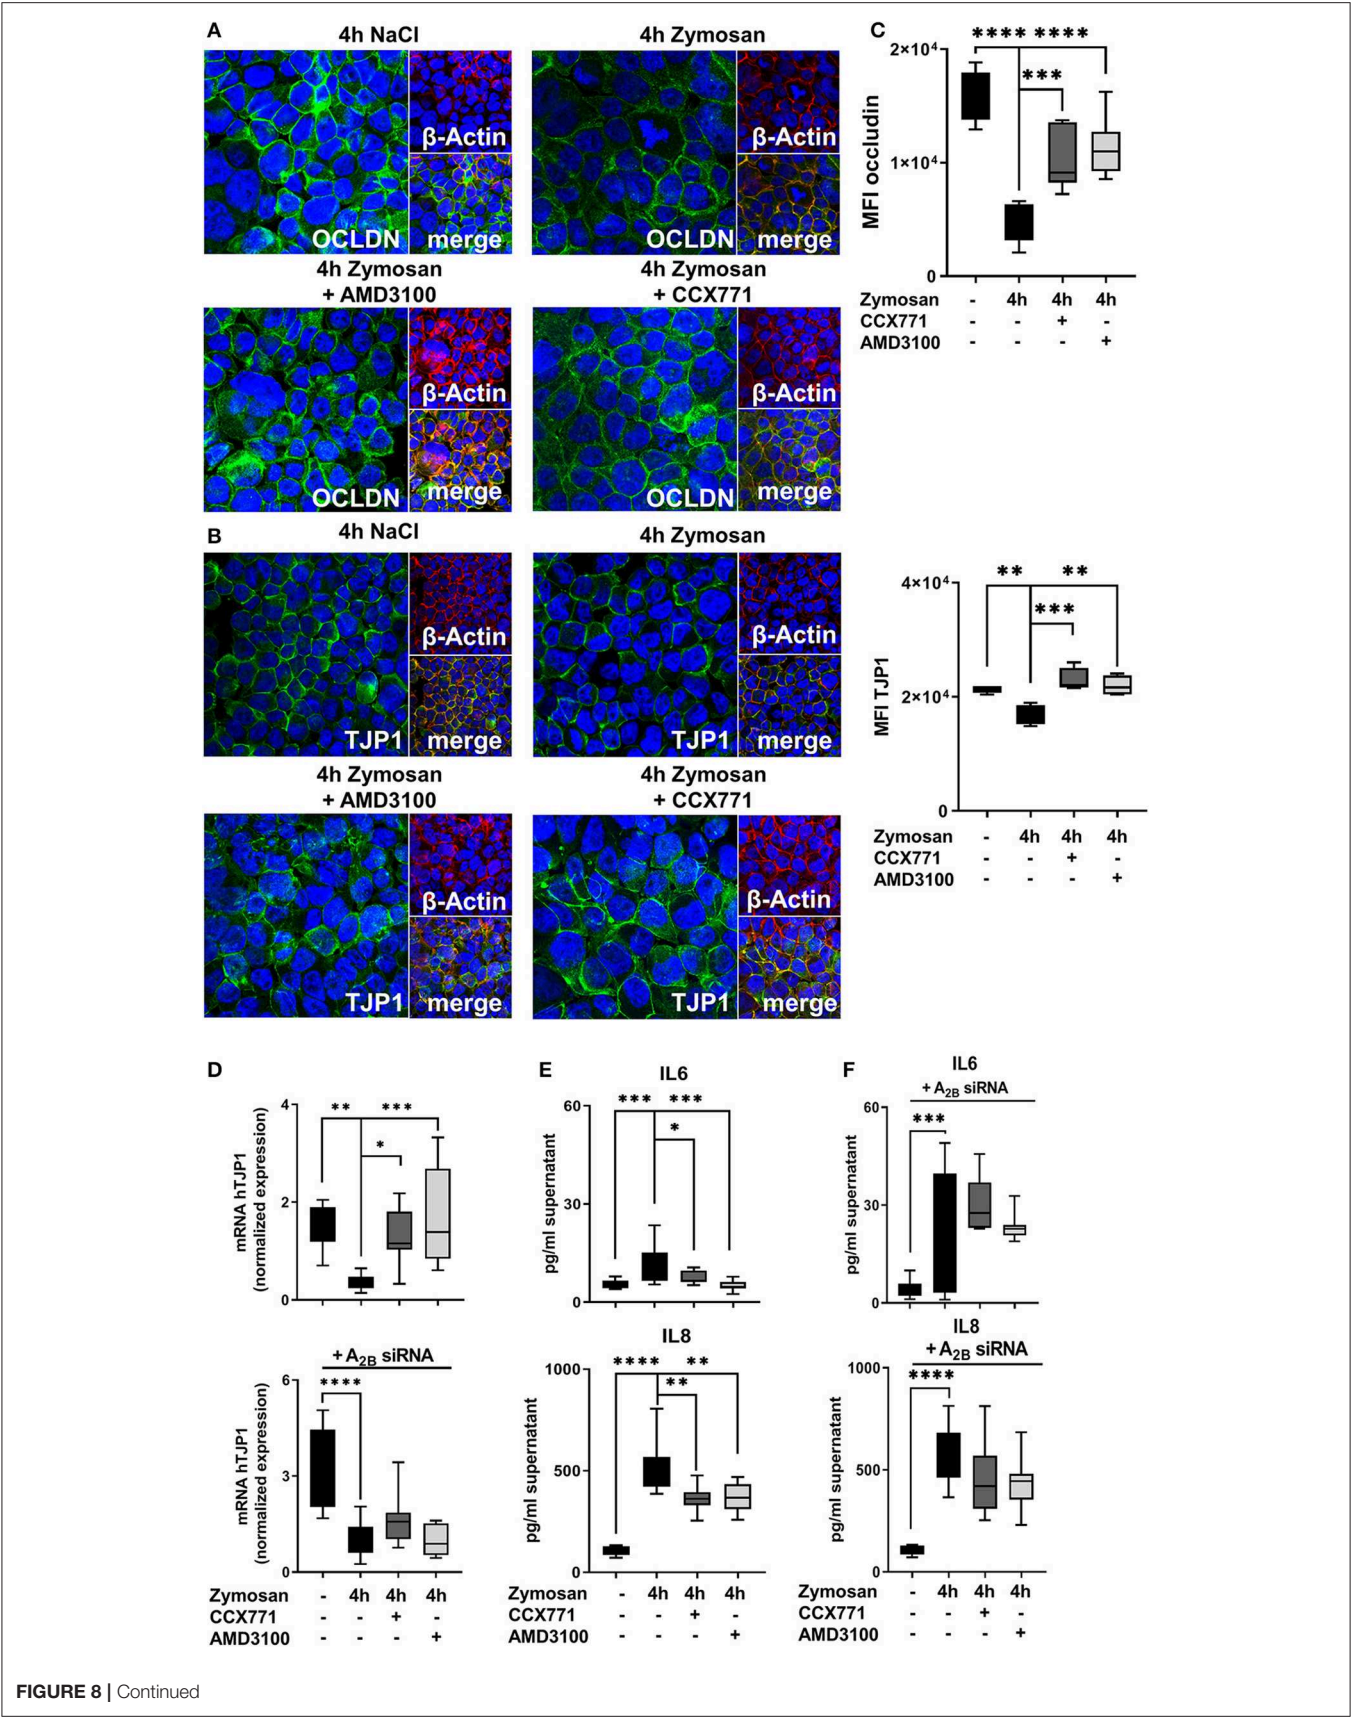 A
4h NaCl
4h Zymosan
β-Actin
OCLDN
merge
β-Actin
OCLDN
merge
4h Zymosan
+ AMD3100
4h Zymosan
+ CCX771
β-Actin
OCLDN
merge
β-Actin
OCLDN
merge
B
4h NaCl
4h Zymosan
β-Actin
TJP1
merge
β-Actin
TJP1
merge
4h Zymosan
+ AMD3100
4h Zymosan
+ CCX771
β-Actin
TJP1
merge
β-Actin
TJP1
merge
C
**** ****
***
2×10⁴
1×10⁴
0
MFI occludin
Zymosan - 4h 4h 4h
CCX771 - - + -
AMD3100 - - - +
** **
***
4×10⁴
2×10⁴
0
MFI TJP1
Zymosan - 4h 4h 4h
CCX771 - - + -
AMD3100 - - - +
D
** ***
*
4
2
0
mRNA hTJP1
(normalized expression)
+ A2B siRNA
****
6
3
0
mRNA hTJP1
(normalized expression)
Zymosan - 4h 4h 4h
CCX771 - - + -
AMD3100 - - - +
E
IL6
*** ***
*
60
30
0
pg/ml supernatant
IL8
**** **
**
1000
500
0
pg/ml supernatant
Zymosan - 4h 4h 4h
CCX771 - - + -
AMD3100 - - - +
F
IL6
+ A2B siRNA
***
60
30
0
pg/ml supernatant
IL8
+ A2B siRNA
****
1000
500
0
pg/ml supernatant
Zymosan - 4h 4h 4h
CCX771 - - + -
AMD3100 - - - +
FIGURE 8 | Continued